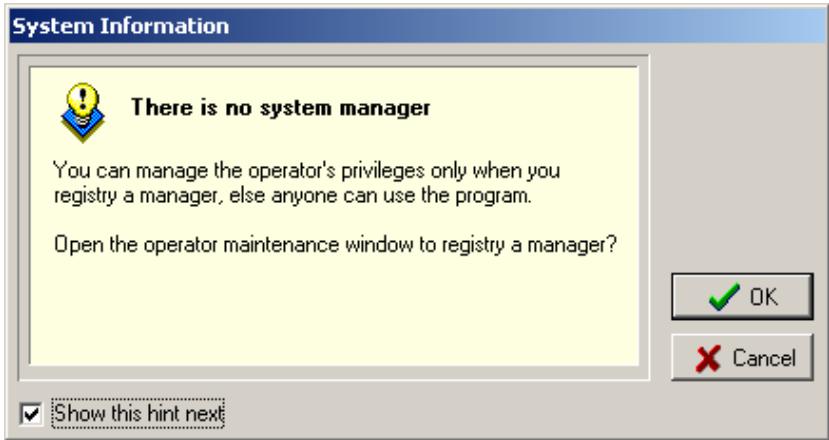 System Information
There is no system manager
You can manage the operator's privileges only when you
registry a manager, else anyone can use the program.
Open the operator maintenance window to registry a manager?
OK
Cancel
Show this hint next